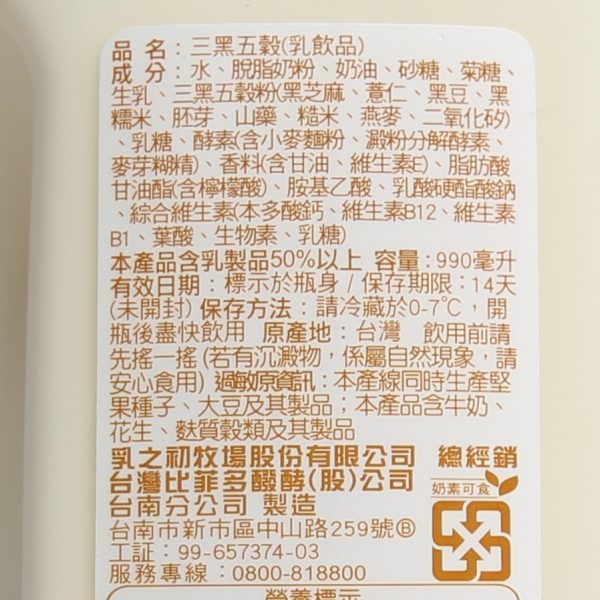 品名：三黑五穀(乳飲品)
成分：水、脫脂奶粉、奶油、砂糖、菊糖、
生乳、三黑五穀粉(黑芝麻、薏仁、黑豆、黑
糯米、胚芽、山藥、糙米、燕麥、二氧化矽)
、乳糖、酵素(含小麥麵粉、澱粉分解酵素、
麥芽糊精)、香料(含甘油、維生素E)、脂肪酸
甘油酯(含檸檬酸)、胺基乙酸、乳酸硬酯酸鈉
、綜合維生素(本多酸鈣、維生素B12、維生素
B1、葉酸、生物素、乳糖)
本產品含乳製品50%以上 容量：990毫升
有效日期：標示於瓶身/保存期限：14天
(未開封) 保存方法：請冷藏於0-7℃，開
瓶後盡快飲用 原產地：台灣 飲用前請
先搖一搖(若有沉澱物，係屬自然現象，請
安心食用) 過敏原資訊：本產線同時生產堅
果種子、大豆及其製品；本產品含牛奶、
花生、麩質穀類及其製品
乳之初牧場股份有限公司 總經銷
台灣比菲多醱酵(股)公司
台南分公司 製造
奶素可食
台南市新市區中山路259號Ⓑ
工証：99-657374-03
服務專線：0800-818800
營養標示